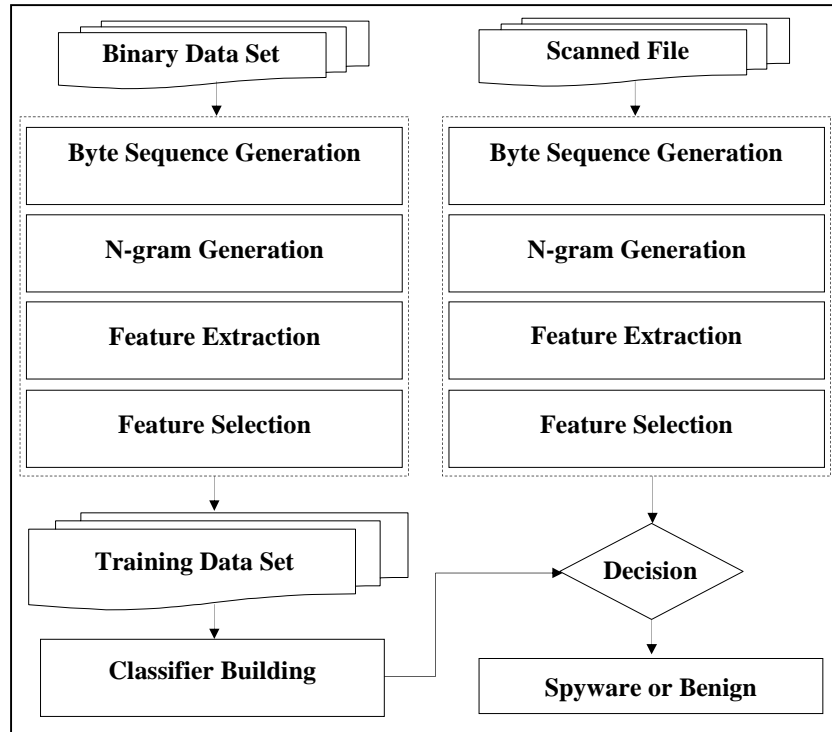 Binary Data Set
Byte Sequence Generation
N-gram Generation
Feature Extraction
Feature Selection
Training Data Set
Classifier Building
Scanned File
Byte Sequence Generation
N-gram Generation
Feature Extraction
Feature Selection
Decision
Spyware or Benign